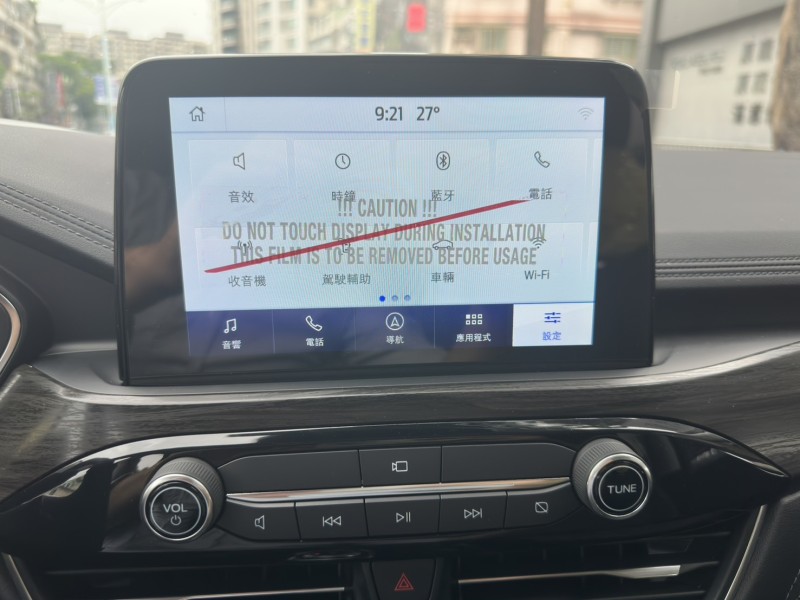 9:21 27°
音效 時鐘 藍牙 電話
!!! CAUTION !!!
DO NOT TOUCH DISPLAY DURING INSTALLATION
THIS FILM IS TO BE REMOVED BEFORE USAGE
收音機 駕駛輔助 車輛 Wi-Fi
音響 電話 導航 應用程式 設定
VOL TUNE